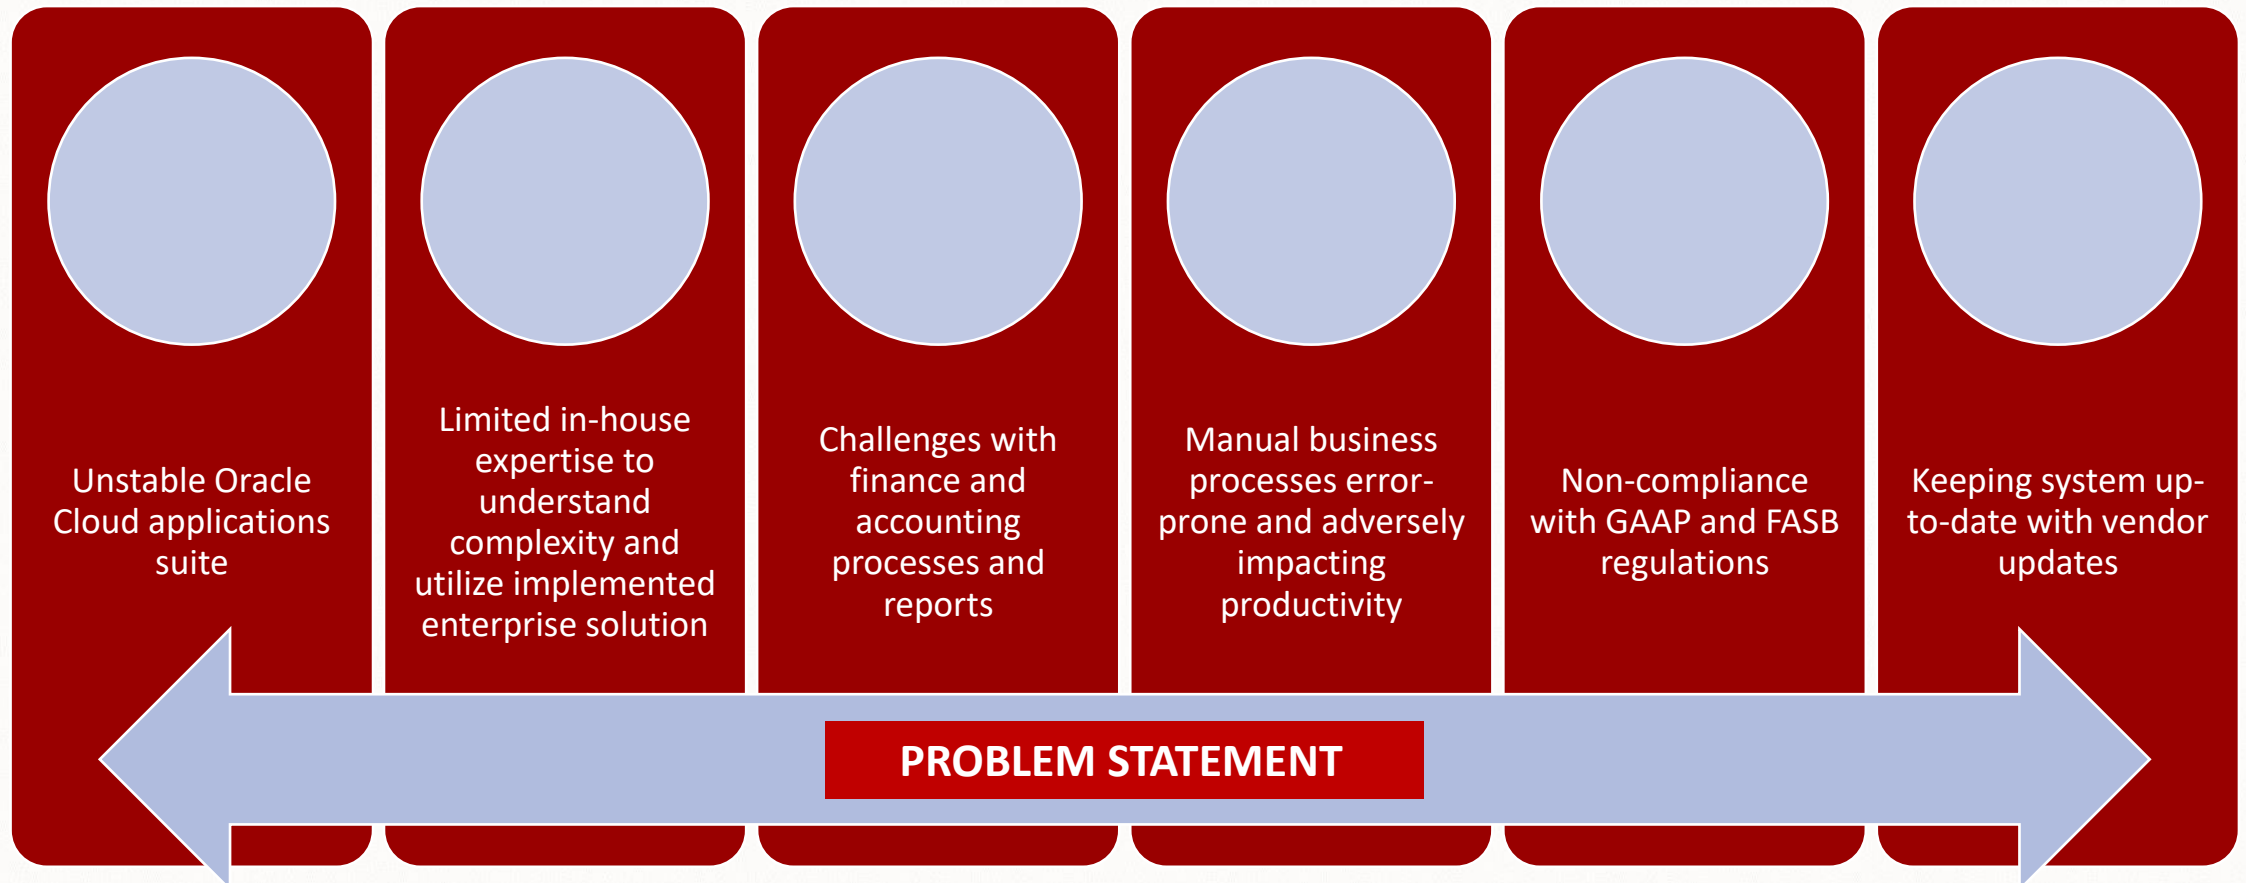 Unstable Oracle
Cloud applications
suite
Limited in-house
expertise to
understand
complexity and
utilize implemented
enterprise solution
Challenges with
finance and
accounting
processes and
reports
Manual business
processes error-
prone and adversely
impacting
productivity
Non-compliance
with GAAP and FASB
regulations
Keeping system up-
to-date with vendor
updates
PROBLEM STATEMENT